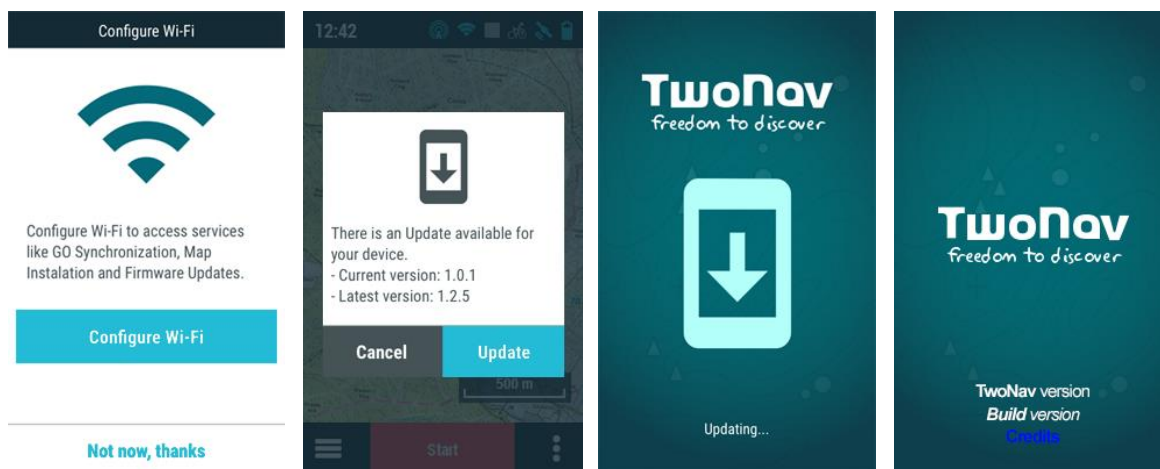 Configure Wi-Fi
Configure Wi-Fi to access services
like GO Synchronization, Map
Instalation and Firmware Updates.
Configure Wi-Fi
Not now, thanks
12:42
There is an Update available for
your device.
- Current version: 1.0.1
- Latest version: 1.2.5
Cancel
Update
500 m
Start
TwoNav
freedom to discover
Updating...
TwoNav
freedom to discover
TwoNav version
Build version
Credits